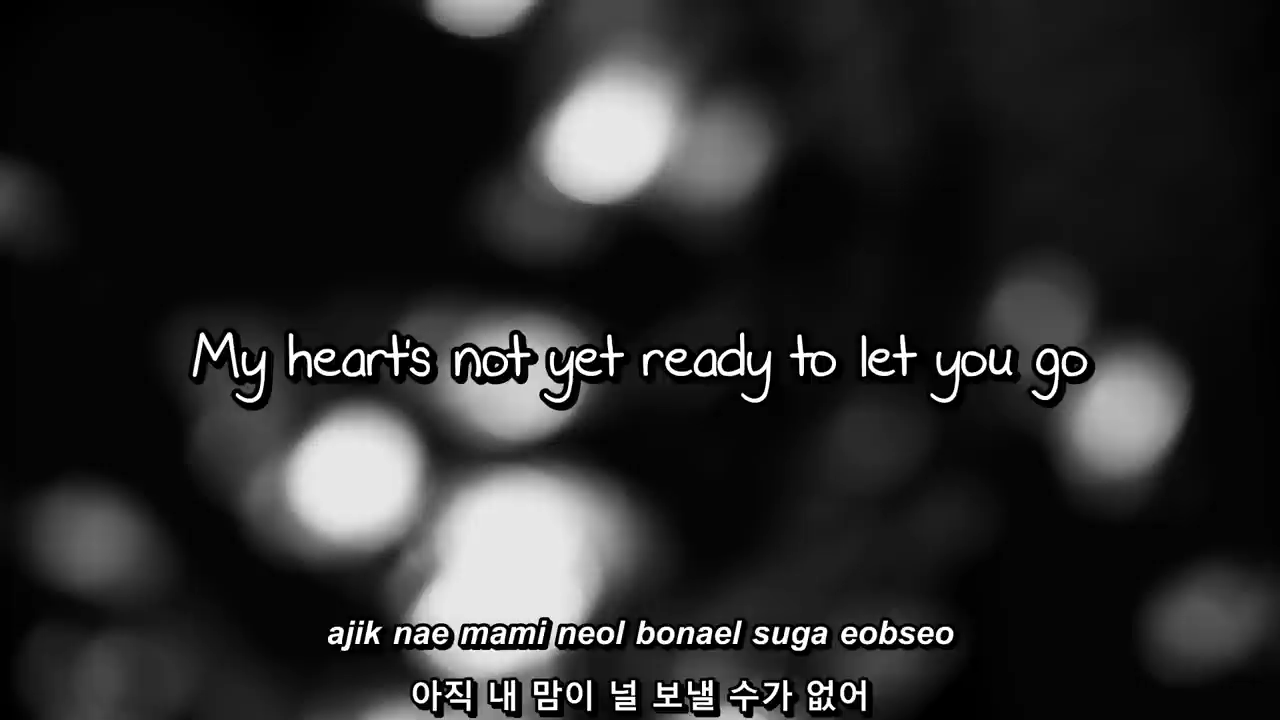 My heart's not yet ready to let you go
ajik nae mami neol bonael suga eobseo
아직 내 맘이 널 보낼 수가 없어